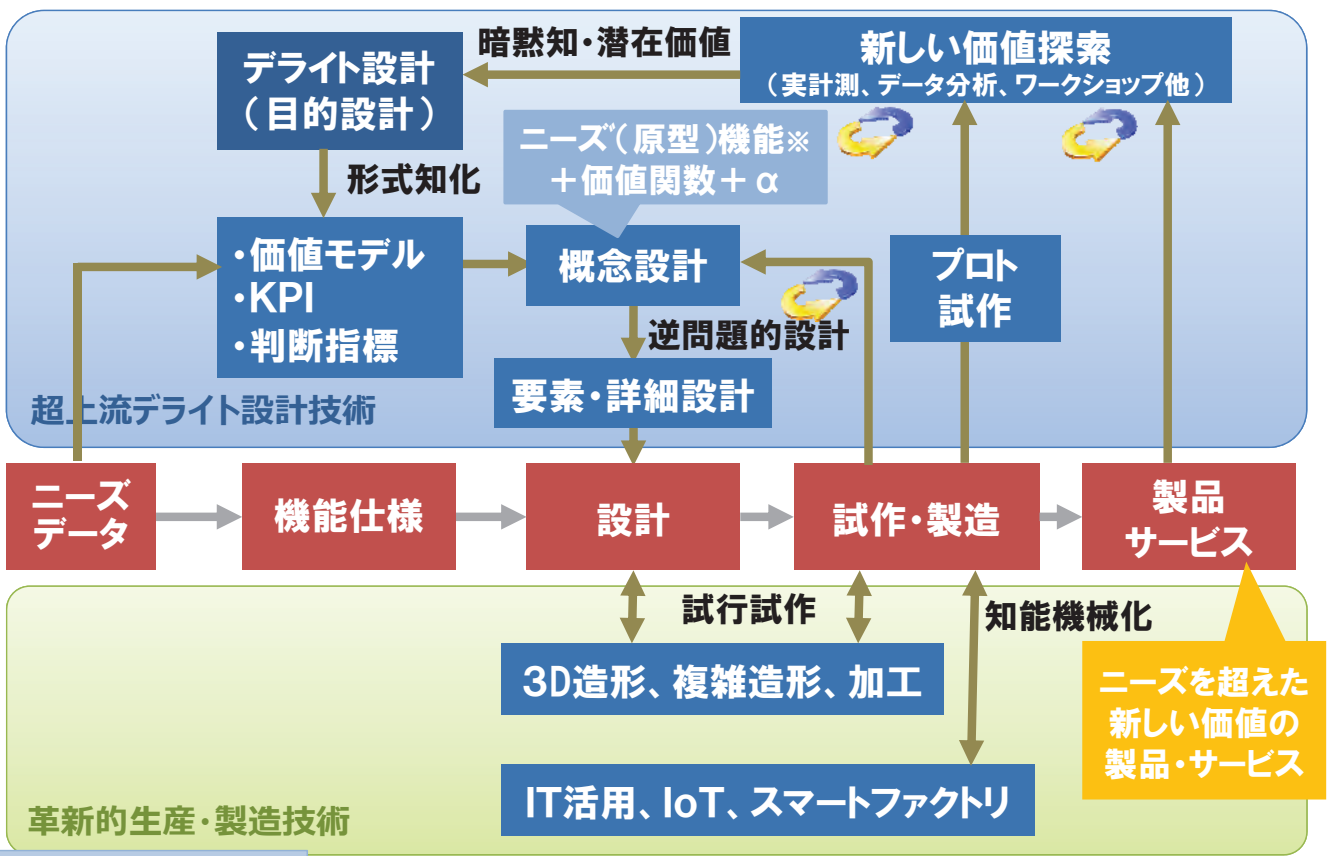 暗黙知・潜在価値
新しい価値探索
（実計測、データ分析、ワークショップ他）
デライト設計
（目的設計）
ニーズ（原型）機能※
＋価値関数＋α
形式知化
・価値モデル
・KPI
・判断指標
概念設計
プロト
試作
逆問題的設計
要素・詳細設計
超上流デライト設計技術
ニーズ
データ
機能仕様
設計
試作・製造
製品
サービス
試行試作
知能機械化
3D造形、複雑造形、加工
ニーズを超えた
新しい価値の
製品・サービス
IT活用、IoT、スマートファクトリ
革新的生産・製造技術